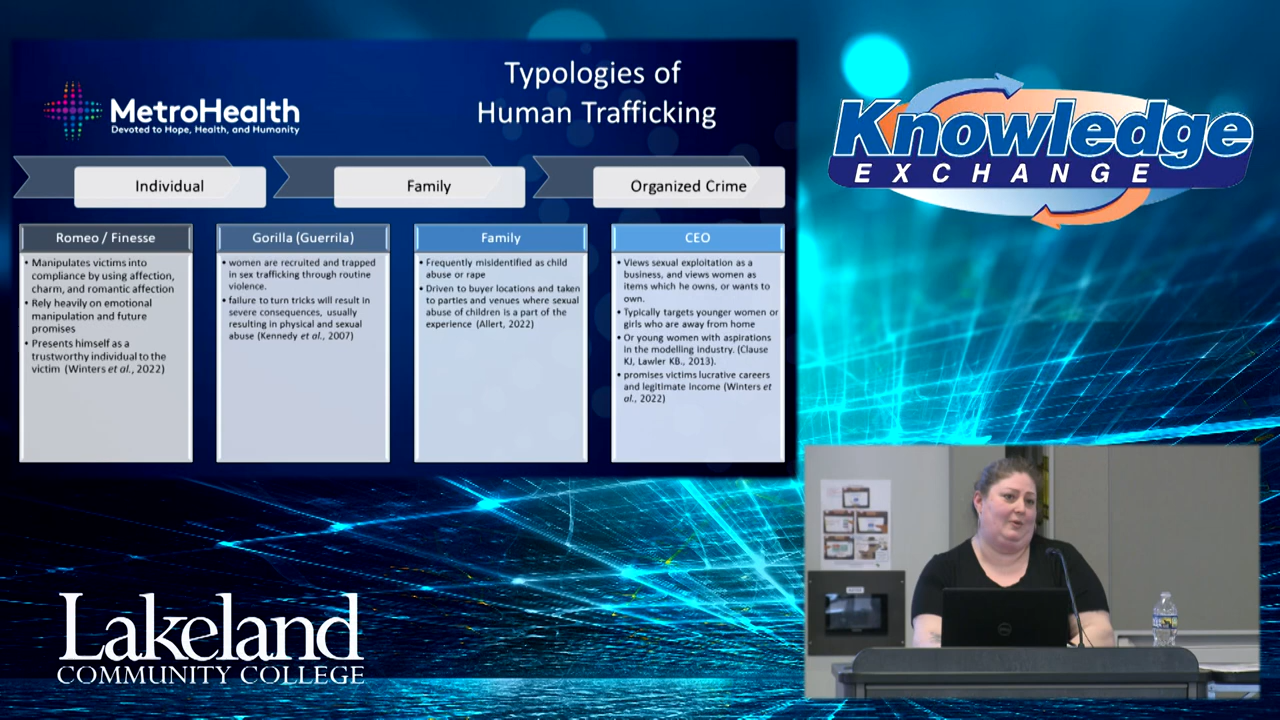 Typologies of
Human Trafficking
MetroHealth
Devoted to Hope, Health, and Humanity
Individual
Family
Organized Crime
Romeo / Finesse
• Manipulates victims into
compliance by using affection,
charm, and romantic affection
• Rely heavily on emotional
manipulation and future
promises
• Presents himself as a
trustworthy individual to the
victim (Winters et al., 2022)
Gorilla (Guerrila)
• women are recruited and trapped
in sex trafficking through routine
violence.
• failure to turn tricks will result in
severe consequences, usually
resulting in physical and sexual
abuse (Kennedy et al., 2007)
Family
• Frequently misidentified as child
abuse or rape
• Driven to buyer locations and taken
to parties and venues where sexual
abuse of children is a part of the
experience (Allert, 2022)
CEO
• Views sexual exploitation as a
business, and views women as
items which he owns, or wants to
own.
• Typically targets younger women or
girls who are away from home
• Or young women with aspirations
in the modelling industry. (Clause
KJ, Lawler KB., 2013).
• promises victims lucrative careers
and legitimate income (Winters et
al., 2022)
Knowledge
EXCHANGE
Lakeland
COMMUNITY COLLEGE